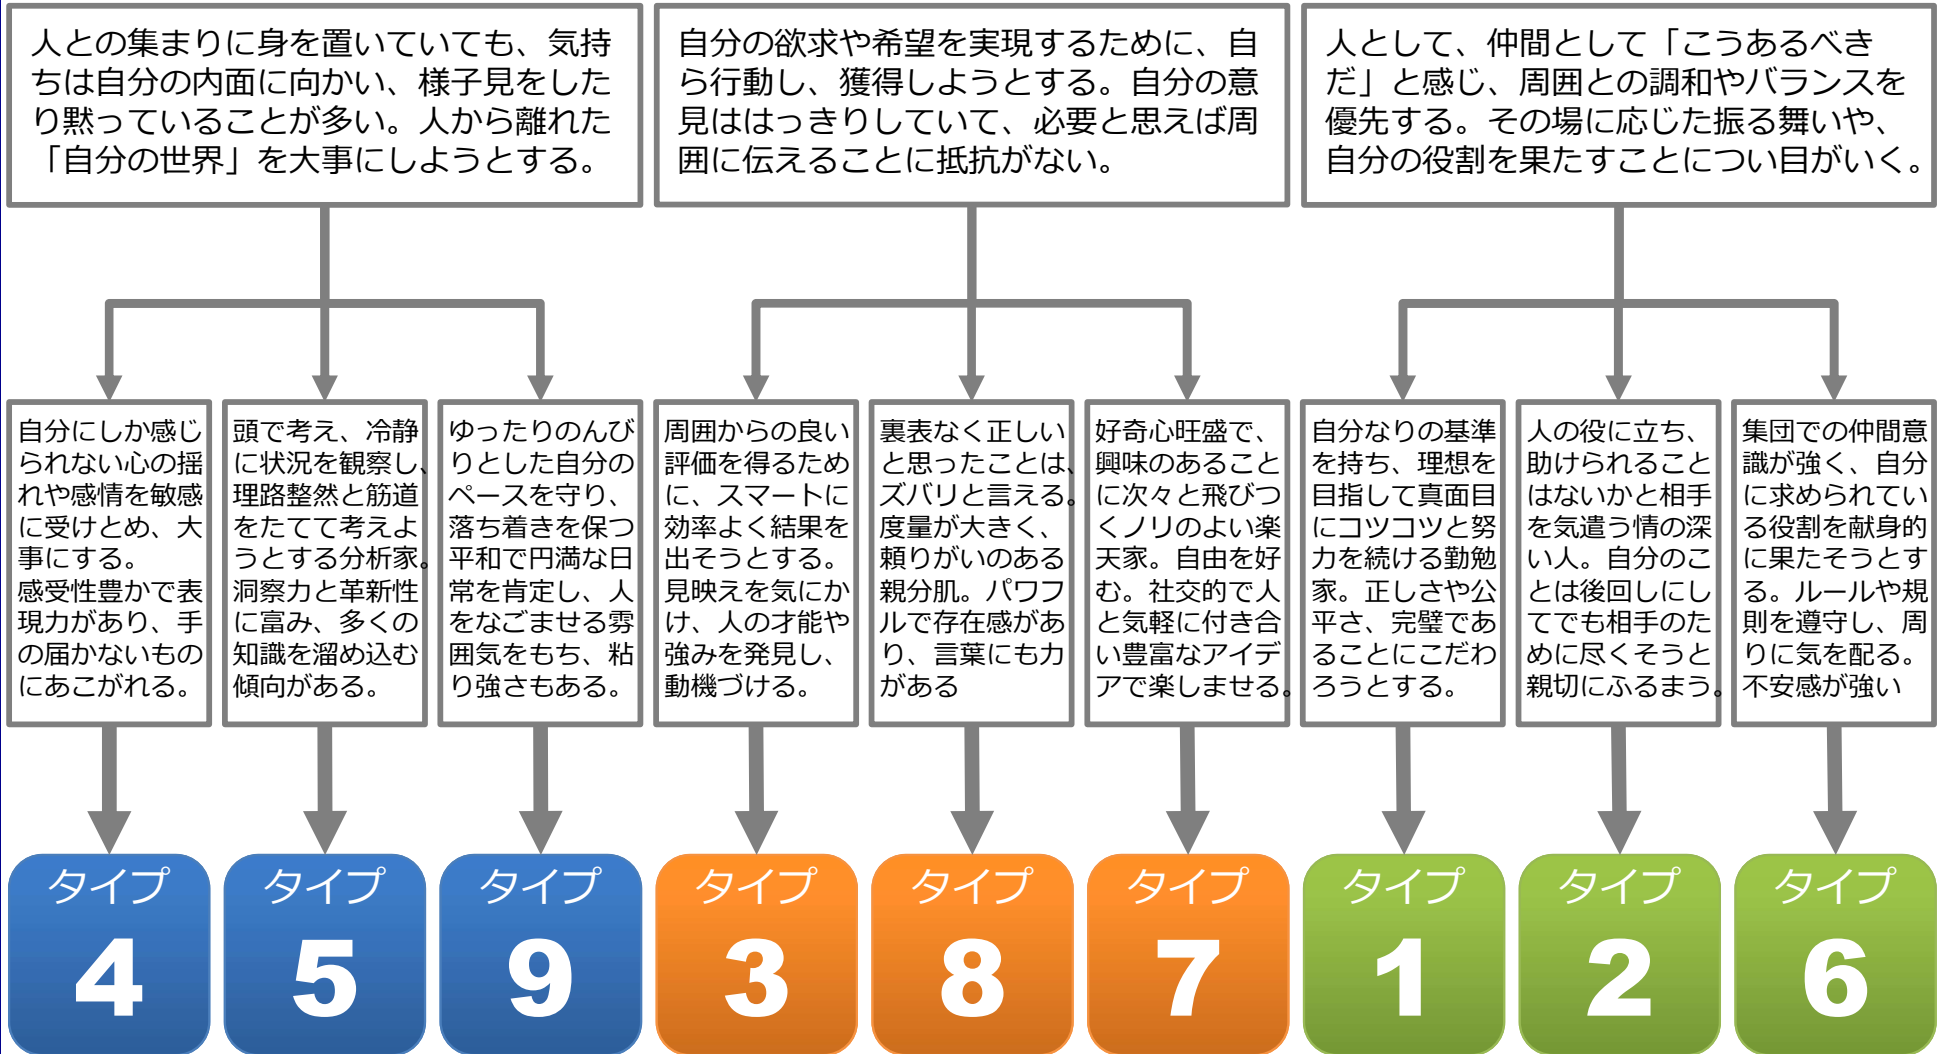 人との集まりに身を置いていても、気持
ちは自分の内面に向かい、様子見をした
り黙っていることが多い。人から離れた
「自分の世界」を大事にしようとする。
自分の欲求や希望を実現するために、自
ら行動し、獲得しようとする。自分の意
見ははっきりしていて、必要と思えば周
囲に伝えることに抵抗がない。
人として、仲間として「こうあるべき
だ」と感じ、周囲との調和やバランスを
優先する。その場に応じた振る舞いや、
自分の役割を果たすことについ目がいく。
自分にしか感じ
られない心の揺
れや感情を敏感
に受けとめ、大
事にする。
感受性豊かで表
現力があり、手
の届かないもの
にあこがれる。
頭で考え、冷静
に状況を観察し、
理路整然と筋道
をたてて考えよ
うとする分析家。
洞察力と革新性
に富み、多くの
知識を溜め込む
傾向がある。
ゆったりのんび
りとした自分の
ペースを守り、
落ち着きを保つ
平和で円満な日
常を肯定し、人
をなごませる雰
囲気をもち、粘
り強さもある。
周囲からの良い
評価を得るため
に、スマートに
効率よく結果を
出そうとする。
見映えを気にか
け、人の才能や
強みを発見し、
動機づける。
裏表なく正しい
と思ったことは、
ズバリと言える。
度量が大きく、
頼りがいのある
親分肌。パワフ
ルで存在感があ
り、言葉にも力
がある
好奇心旺盛で、
興味のあること
に次々と飛びつ
くノリのよい楽
天家。自由を好
む。社交的で人
と気軽に付き合
い豊富なアイデ
アで楽しませる。
自分なりの基準
を持ち、理想を
目指して真面目
にコツコツと努
力を続ける勤勉
家。正しさや公
平さ、完璧であ
ることにこだわ
ろうとする。
人の役に立ち、
助けられること
はないかと相手
を気遣う情の深
い人。自分のこ
とは後回しにし
てでも相手のた
めに尽くそうと
親切にふるまう。
集団での仲間意
識が強く、自分
に求められてい
る役割を献身的
に果たそうとす
る。ルールや規
則を遵守し、周
りに気を配る。
不安感が強い
タイプ
4
タイプ
5
タイプ
9
タイプ
3
タイプ
8
タイプ
7
タイプ
1
タイプ
2
タイプ
6